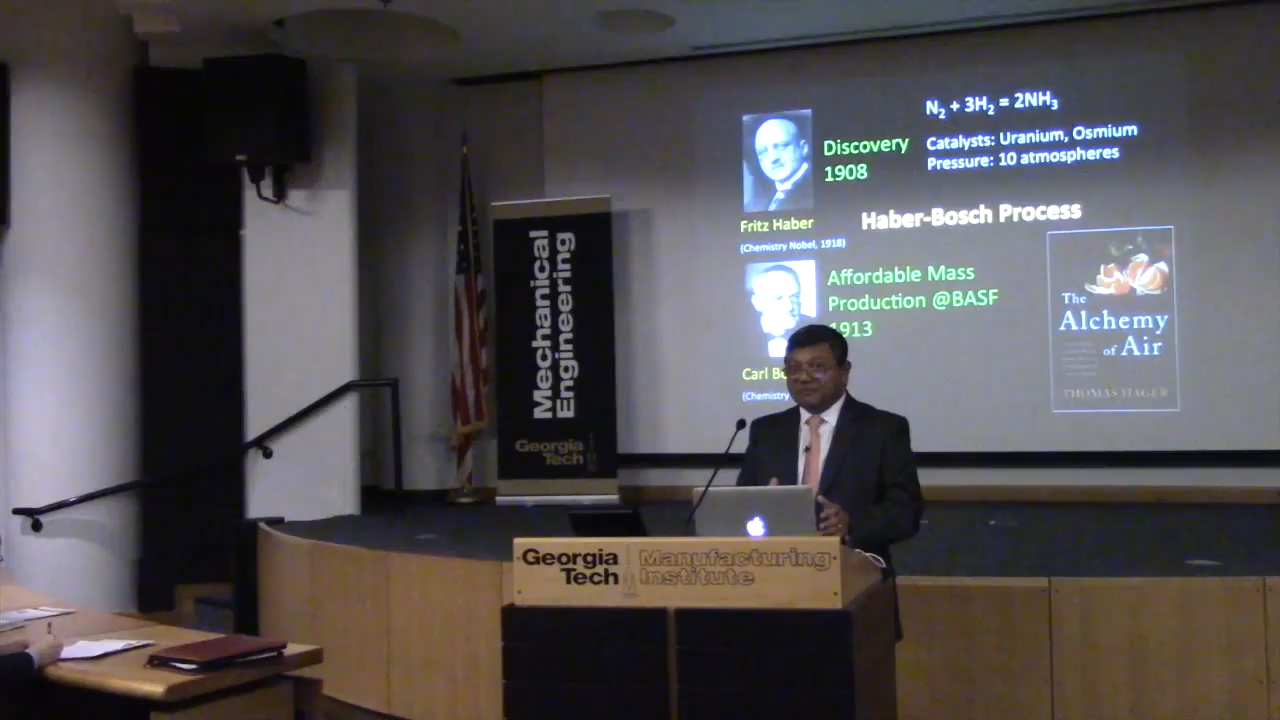 N2 + 3H2 = 2NH3
Catalysts: Uranium, Osmium
Pressure: 10 atmospheres
Discovery
1908
Fritz Haber
(Chemistry Nobel, 1918)
Haber-Bosch Process
Affordable Mass
Production @BASF
1913
Carl
(Chemistry
The
Alchemy
of Air
THOMAS HAGER
Mechanical
Engineering
Georgia
Tech
Georgia
Tech
Manufacturing
Institute